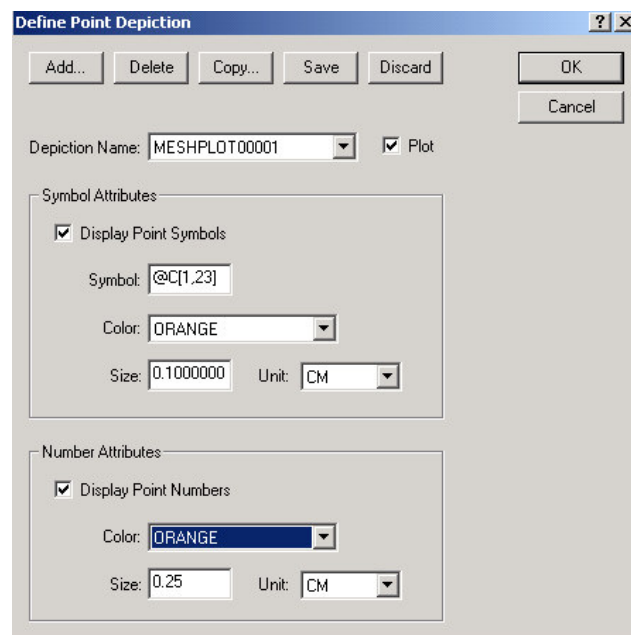 Define Point Depiction ? X
Add... Delete Copy... Save Discard OK
Cancel
Depiction Name: MESHPLOT00001 Plot
Symbol Attributes
Display Point Symbols
Symbol: @C[1,23]
Color: ORANGE
Size: 0.1000000 Unit: CM
Number Attributes
Display Point Numbers
Color: ORANGE
Size: 0.25 Unit: CM